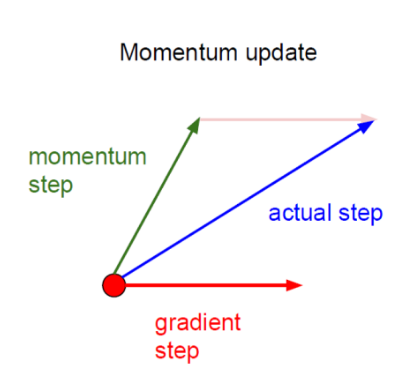 Momentum update
momentum
step
actual step
gradient
step